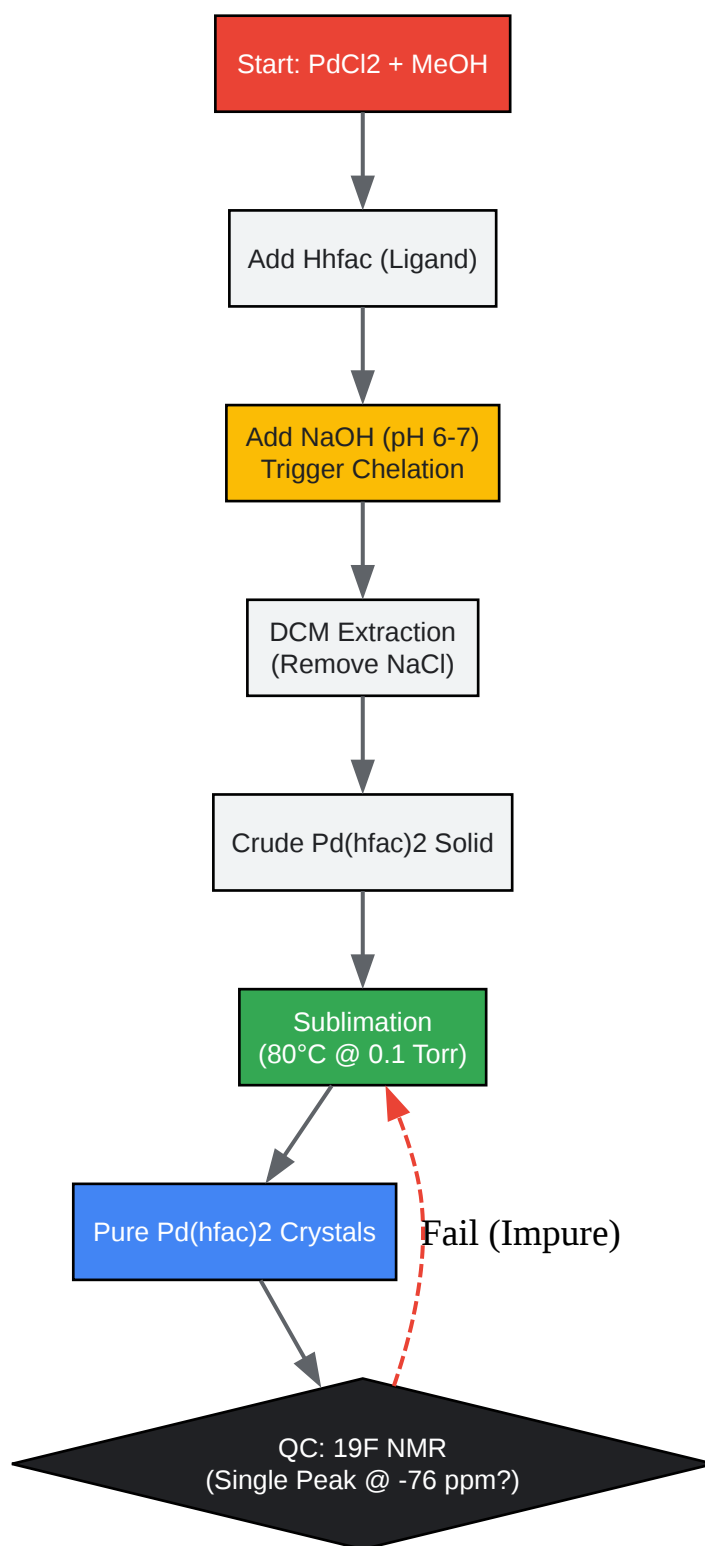 Start: PdCl2 + MeOH
Add Hhfac (Ligand)
Add NaOH (pH 6-7)
Trigger Chelation
DCM Extraction
(Remove NaCl)
Crude Pd(hfac)2 Solid
Sublimation
(80°C @ 0.1 Torr)
Pure Pd(hfac)2 Crystals
Fail (Impure)
QC: 19F NMR
(Single Peak @ -76 ppm?)